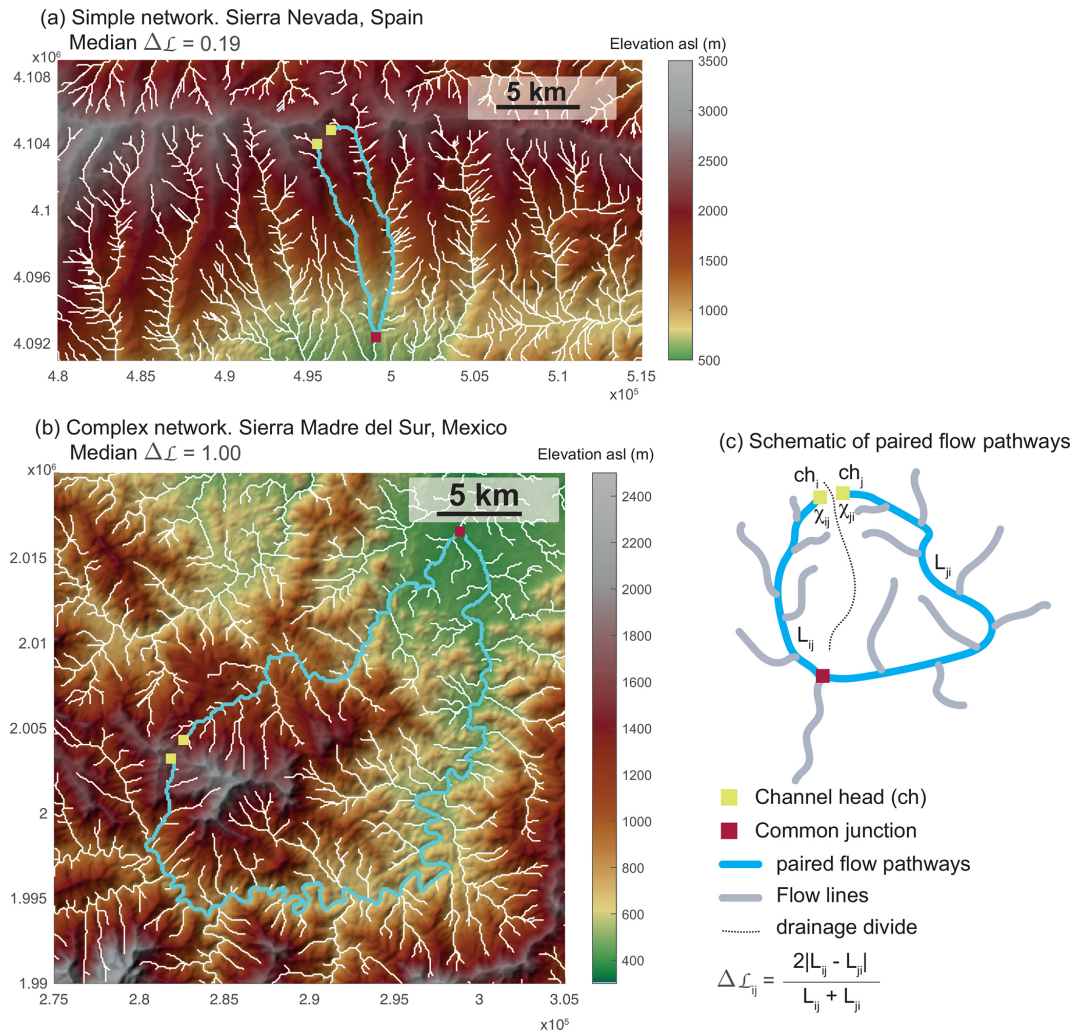 (a) Simple network. Sierra Nevada, Spain
Median Δℒ = 0.19
Elevation asl (m)
x10⁶
4.108
4.104
4.1
4.096
4.092
5 km
3500
3000
2500
2000
1500
1000
500
4.8 4.85 4.9 4.95 5 5.05 5.1 5.15
x10⁵
(b) Complex network. Sierra Madre del Sur, Mexico
Median Δℒ = 1.00
Elevation asl (m)
x10⁶
2.015
2.01
2.005
2
1.995
1.99
5 km
2400
2200
2000
1800
1600
1400
1200
1000
800
600
400
2.75 2.8 2.85 2.9 2.95 3 3.05
x10⁵
(c) Schematic of paired flow pathways
chᵢ chⱼ
χᵢⱼ χⱼᵢ
Lⱼᵢ
Lᵢⱼ
Channel head (ch)
Common junction
paired flow pathways
Flow lines
drainage divide
Δℒᵢⱼ = 2|Lᵢⱼ - Lⱼᵢ| / Lᵢⱼ + Lⱼᵢ